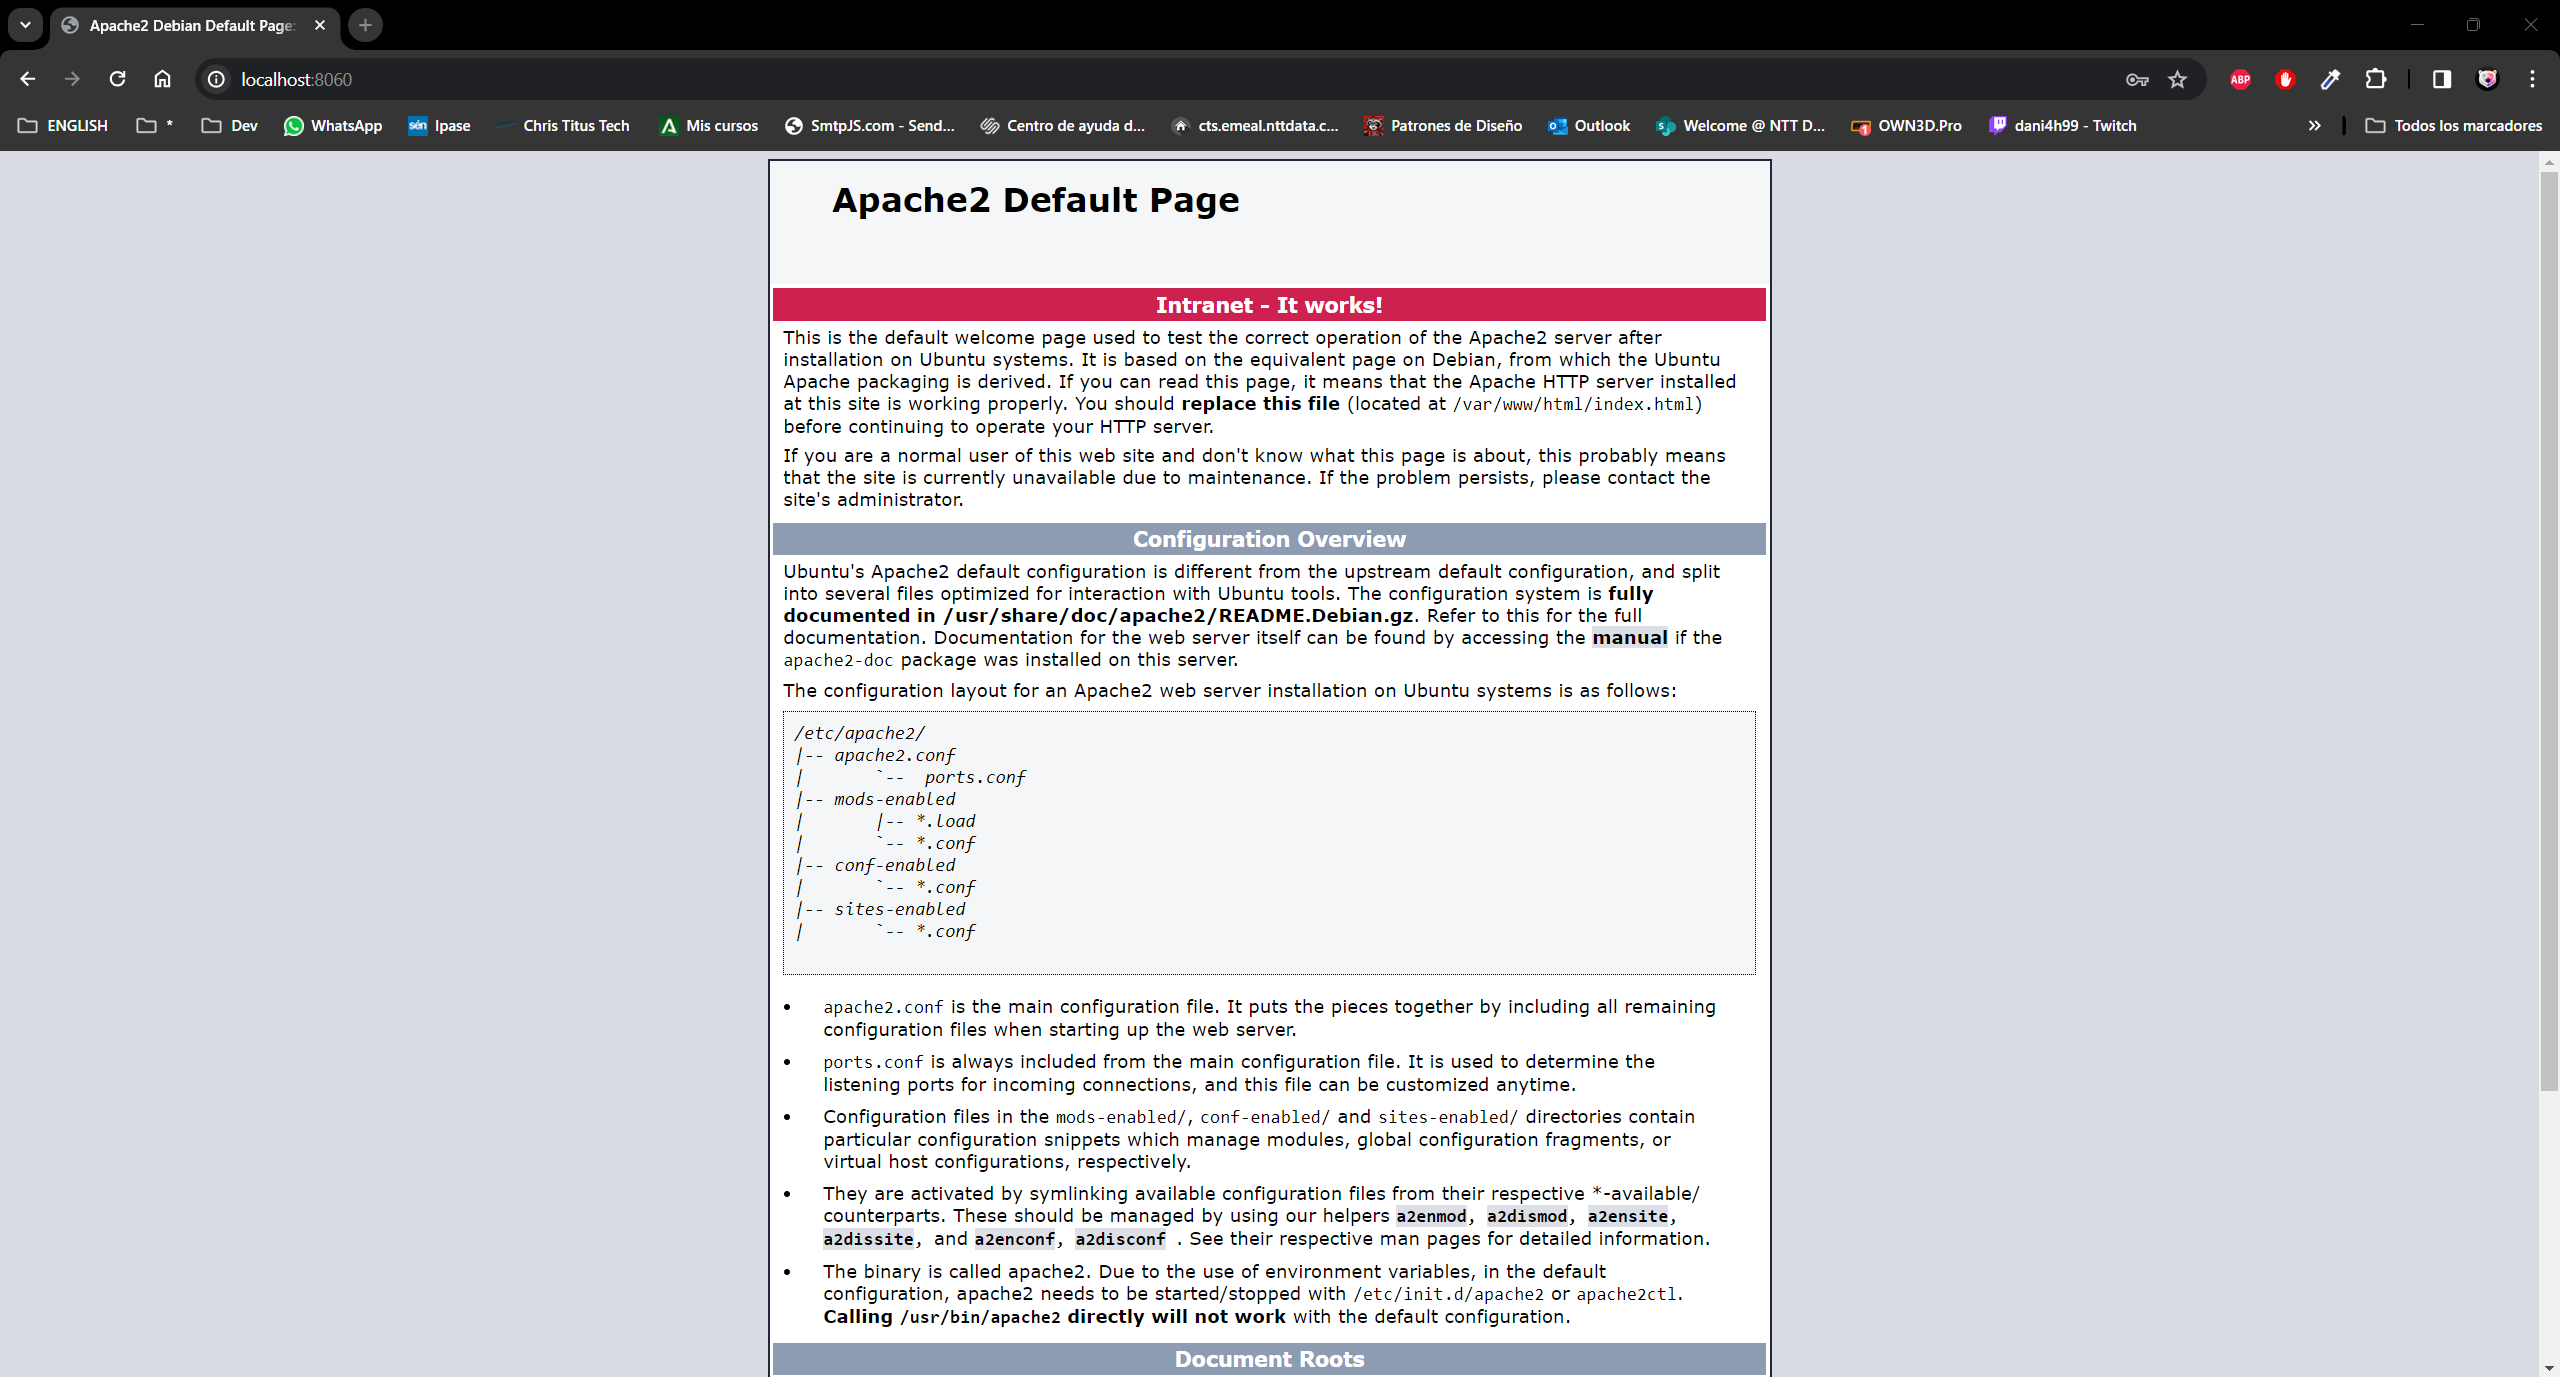 Apache2 Debian Default Page:
localhost:8060
ABP
ENGLISH
*
Dev
WhatsApp
sén Ipase
Chris Titus Tech
Mis cursos
SmtpJS.com - Send...
Centro de ayuda d...
cts.emeal.nttdata.c...
Patrones de Diseño
Outlook
Welcome @ NTT D...
OWN3D.Pro
dani4h99 - Twitch
»
Todos los marcadores
Apache2 Default Page
Intranet - It works!
This is the default welcome page used to test the correct operation of the Apache2 server after
installation on Ubuntu systems. It is based on the equivalent page on Debian, from which the Ubuntu
Apache packaging is derived. If you can read this page, it means that the Apache HTTP server installed
at this site is working properly. You should replace this file (located at /var/www/html/index.html)
before continuing to operate your HTTP server.
If you are a normal user of this web site and don't know what this page is about, this probably means
that the site is currently unavailable due to maintenance. If the problem persists, please contact the
site's administrator.
Configuration Overview
Ubuntu's Apache2 default configuration is different from the upstream default configuration, and split
into several files optimized for interaction with Ubuntu tools. The configuration system is fully
documented in /usr/share/doc/apache2/README.Debian.gz. Refer to this for the full
documentation. Documentation for the web server itself can be found by accessing the manual if the
apache2-doc package was installed on this server.
The configuration layout for an Apache2 web server installation on Ubuntu systems is as follows:
/etc/apache2/
|-- apache2.conf
|       `--  ports.conf
|-- mods-enabled
|       |-- *.load
|       `-- *.conf
|-- conf-enabled
|       `-- *.conf
|-- sites-enabled
|       `-- *.conf
• apache2.conf is the main configuration file. It puts the pieces together by including all remaining
configuration files when starting up the web server.
• ports.conf is always included from the main configuration file. It is used to determine the
listening ports for incoming connections, and this file can be customized anytime.
• Configuration files in the mods-enabled/, conf-enabled/ and sites-enabled/ directories contain
particular configuration snippets which manage modules, global configuration fragments, or
virtual host configurations, respectively.
• They are activated by symlinking available configuration files from their respective *-available/
counterparts. These should be managed by using our helpers a2enmod, a2dismod, a2ensite,
a2dissite, and a2enconf, a2disconf . See their respective man pages for detailed information.
• The binary is called apache2. Due to the use of environment variables, in the default
configuration, apache2 needs to be started/stopped with /etc/init.d/apache2 or apache2ctl.
Calling /usr/bin/apache2 directly will not work with the default configuration.
Document Roots